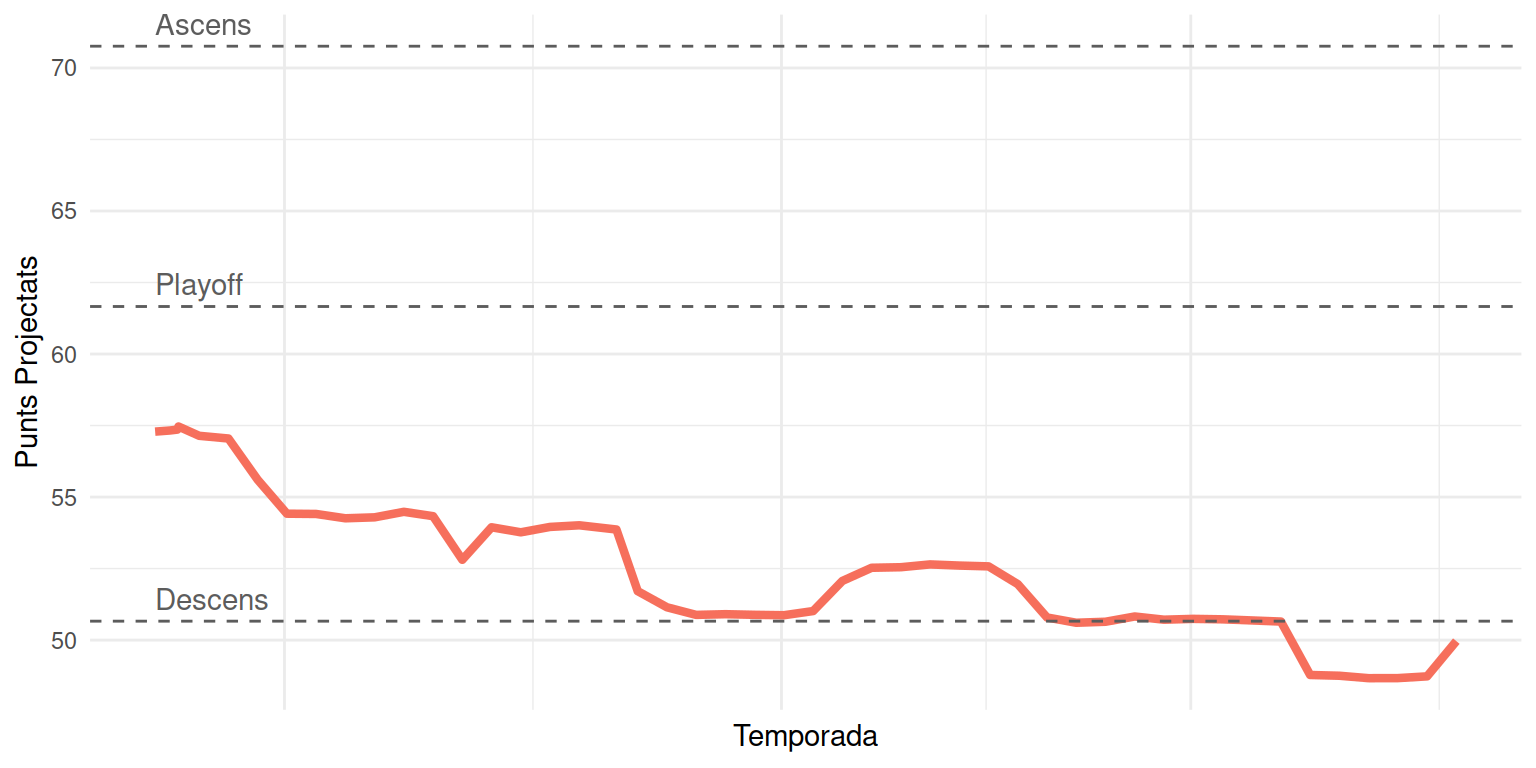 Ascens
70
65
Playoff
60
55
Descens
50
Punts Projectats
Temporada